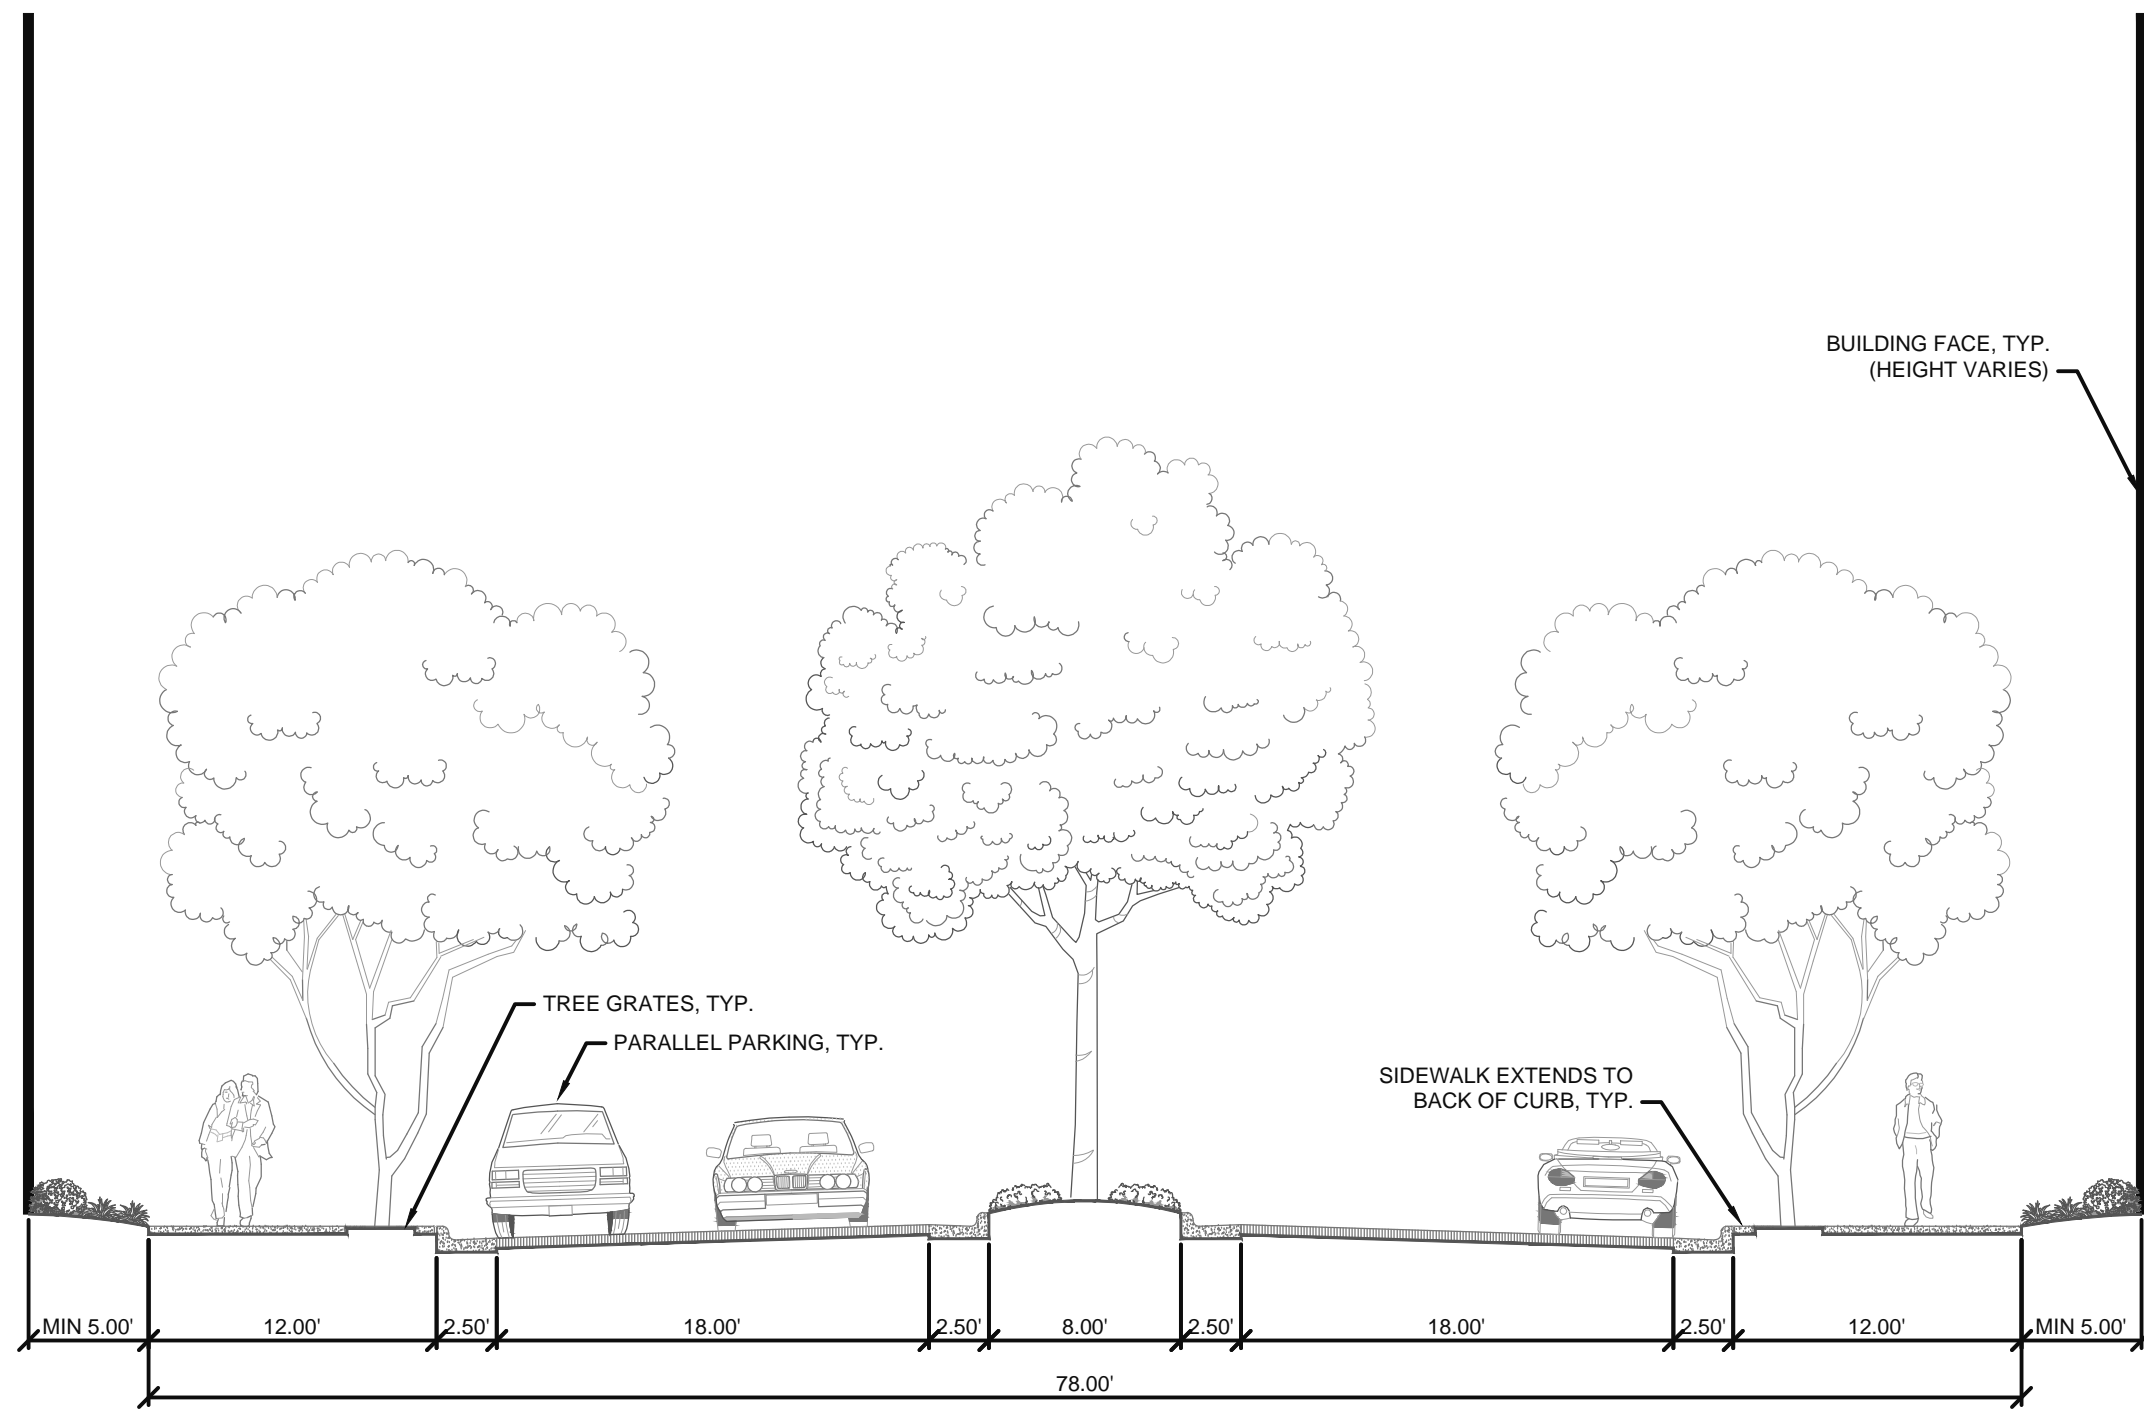 BUILDING FACE, TYP.
(HEIGHT VARIES)
TREE GRATES, TYP.
PARALLEL PARKING, TYP.
SIDEWALK EXTENDS TO
BACK OF CURB, TYP.
MIN 5.00' 12.00' 2.50' 18.00' 2.50' 8.00' 2.50' 18.00' 2.50' 12.00' MIN 5.00'
78.00'